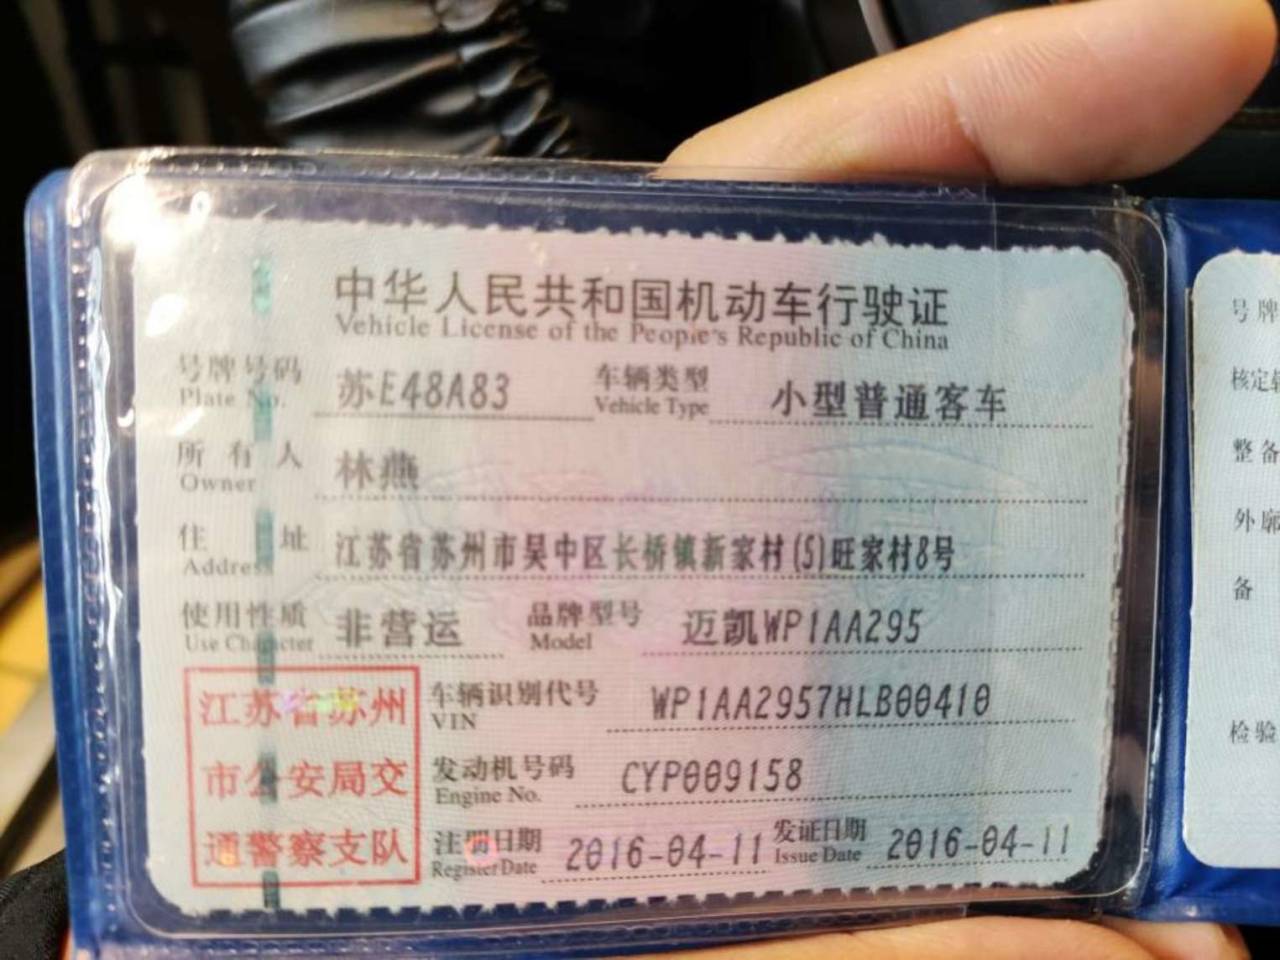 中华人民共和国机动车行驶证
Vehicle License of the People's Republic of China
号牌号码 苏E48A83 车辆类型 小型普通客车
Plate No. Vehicle Type
所有人 林燕
Owner
住址 江苏省苏州市吴中区长桥镇新家村(5)旺家村8号
Address
使用性质 非营运 品牌型号 迈凯WP1AA295
Use Character Model
江苏省苏州
市公安局交
通警察支队
车辆识别代号 WP1AA2957HLB00410
VIN
发动机号码 CYP009158
Engine No.
注册日期 2016-04-11 发证日期 2016-04-11
Register Date Issue Date
号牌
核定
整备
外廓
备
检验